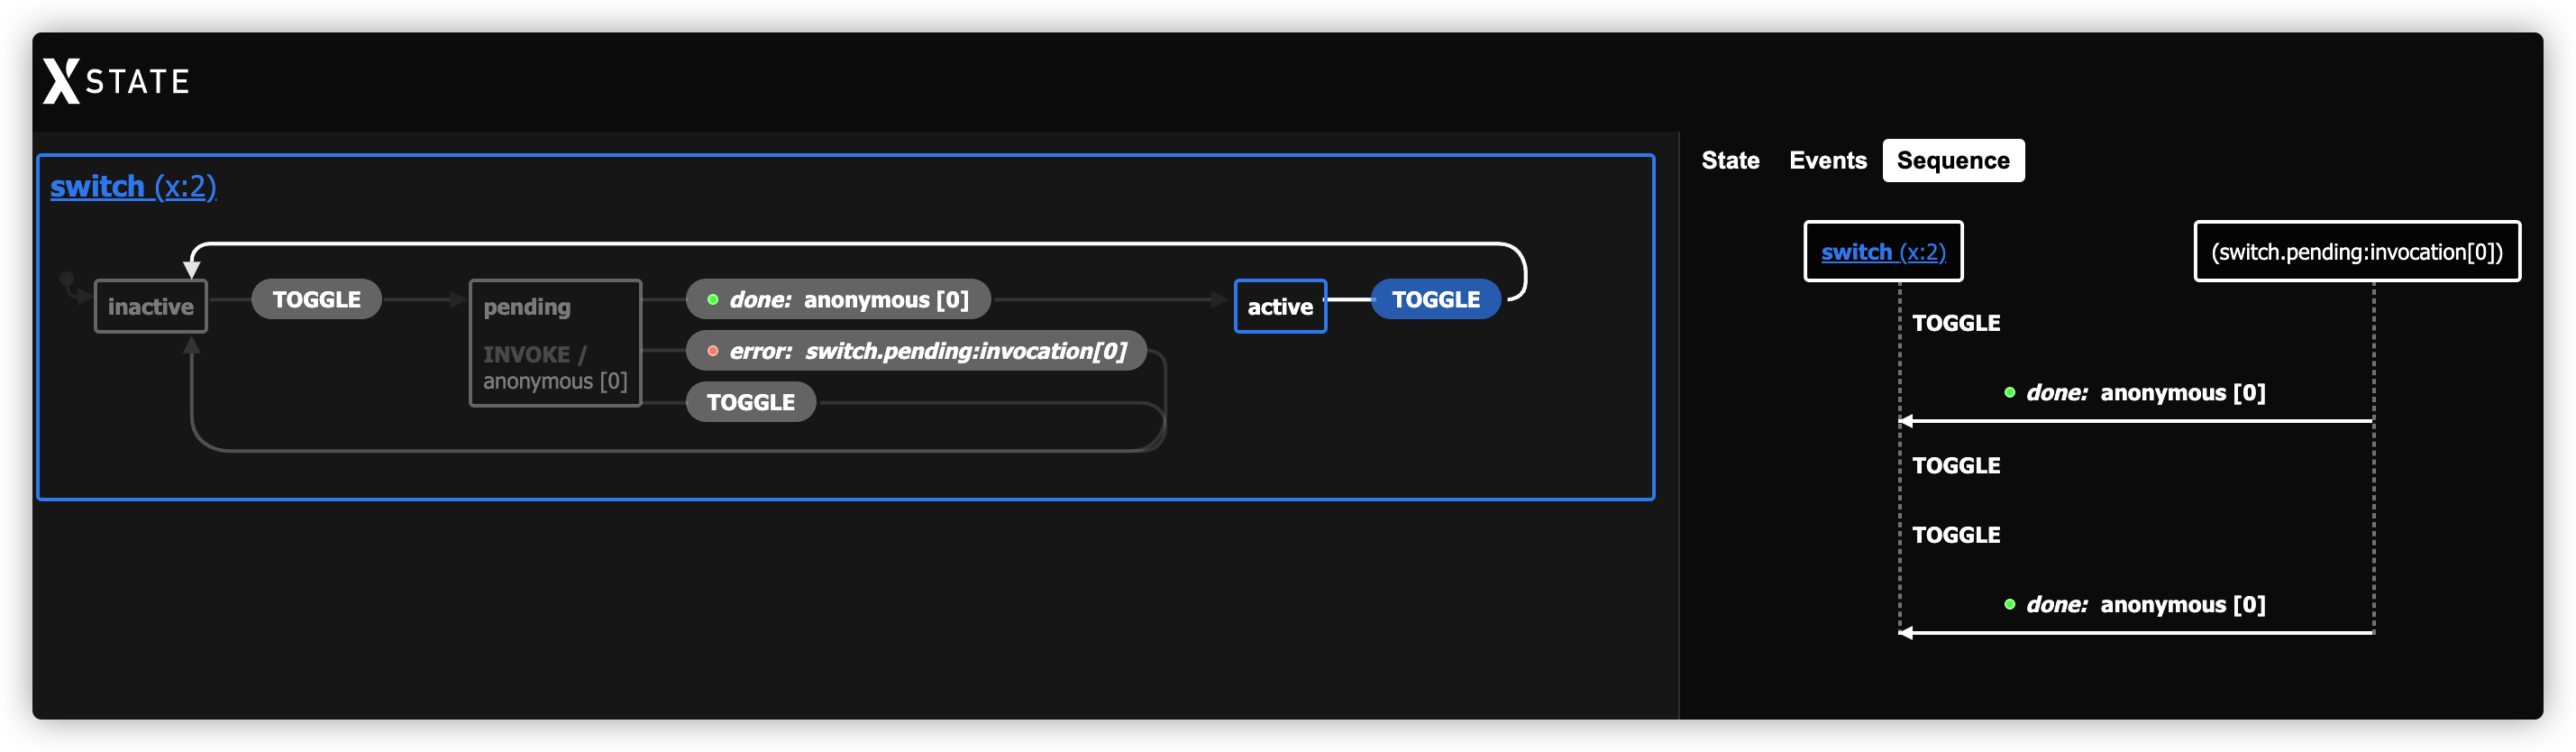 XSTATE
switch (x:2)
inactive
TOGGLE
pending
INVOKE /
anonymous [0]
done: anonymous [0]
error: switch.pending:invocation[0]
TOGGLE
active
TOGGLE
State Events Sequence
switch (x:2)
(switch.pending:invocation[0])
TOGGLE
done: anonymous [0]
TOGGLE
TOGGLE
done: anonymous [0]